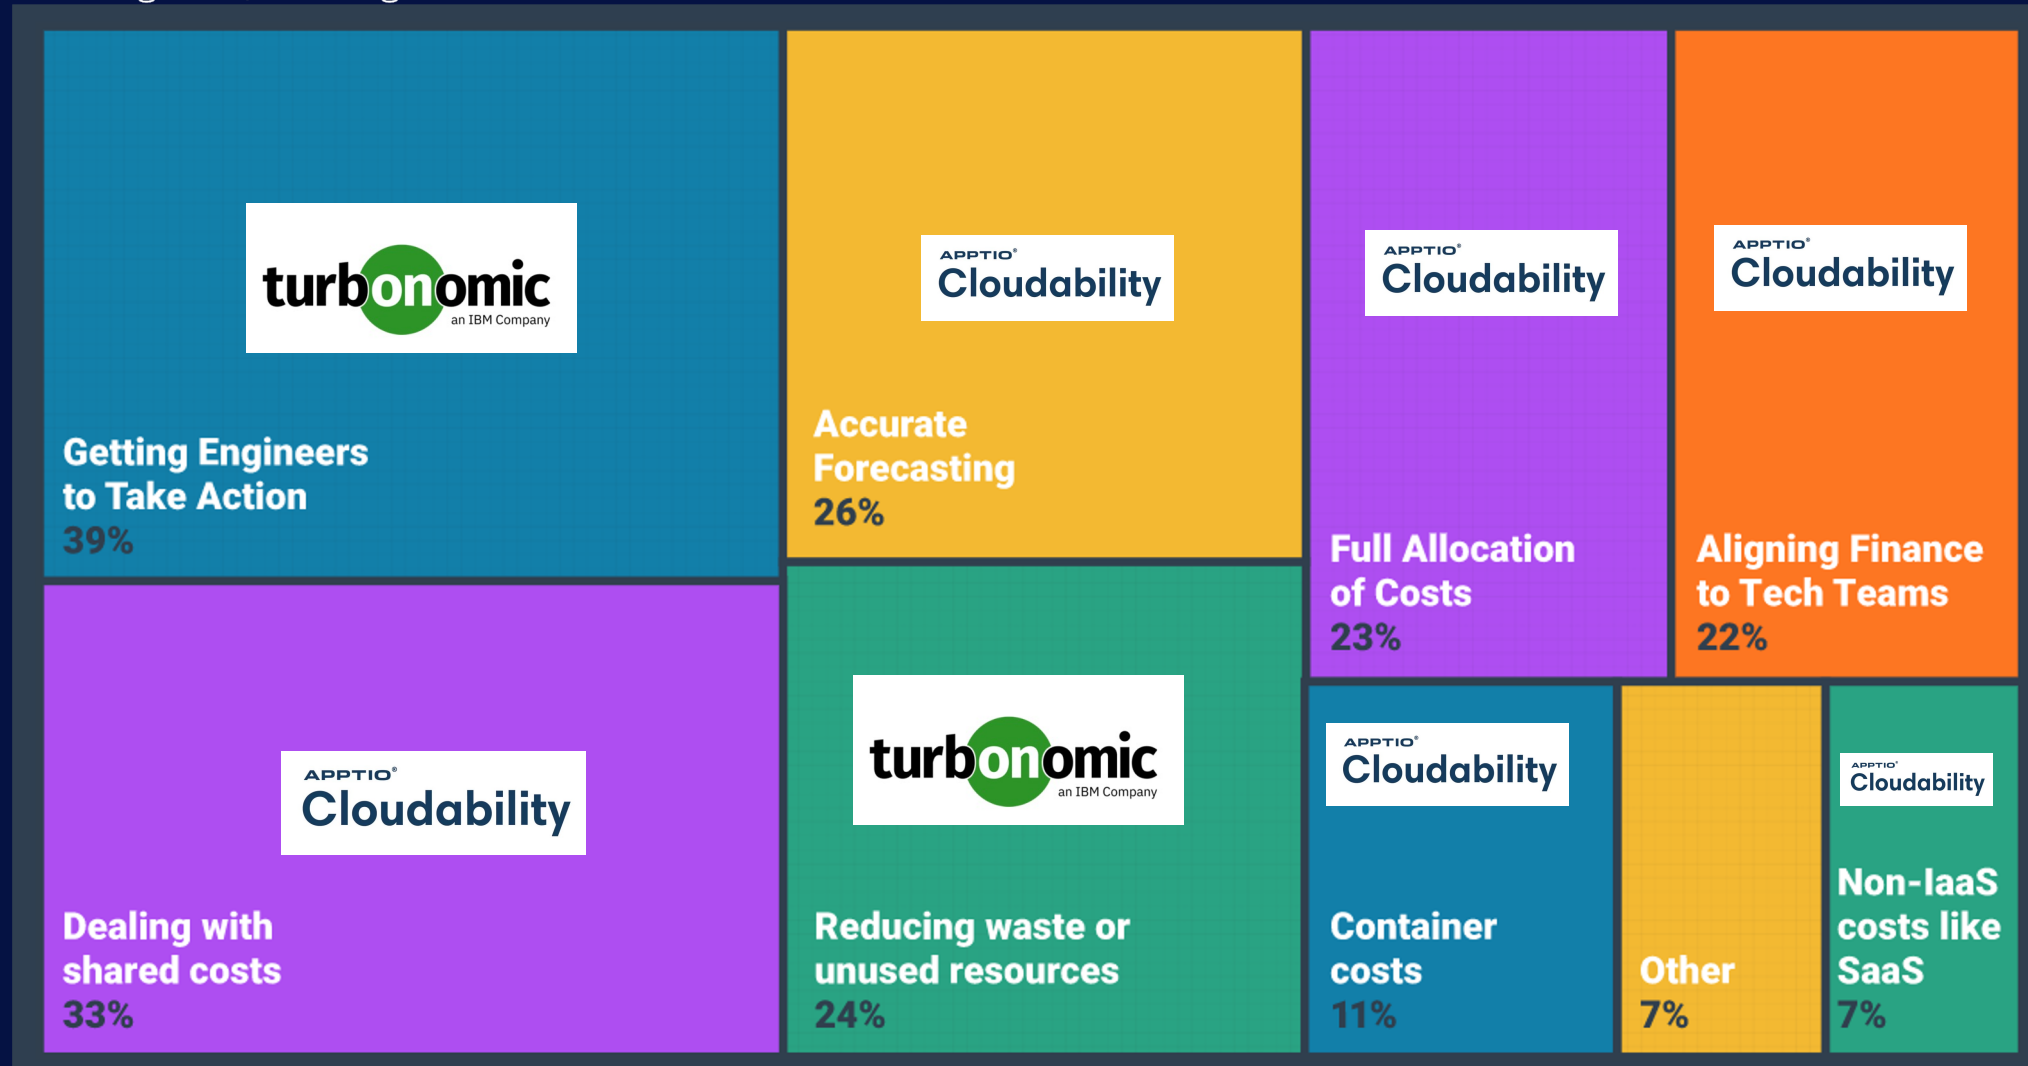 turbonomic
an IBM Company
Getting Engineers
to Take Action
39%
APPTIO®
Cloudability
Accurate
Forecasting
26%
APPTIO®
Cloudability
Full Allocation
of Costs
23%
APPTIO®
Cloudability
Aligning Finance
to Tech Teams
22%
APPTIO®
Cloudability
Dealing with
shared costs
33%
turbonomic
an IBM Company
Reducing waste or
unused resources
24%
APPTIO®
Cloudability
Container
costs
11%
Other
7%
APPTIO®
Cloudability
Non-IaaS
costs like
SaaS
7%